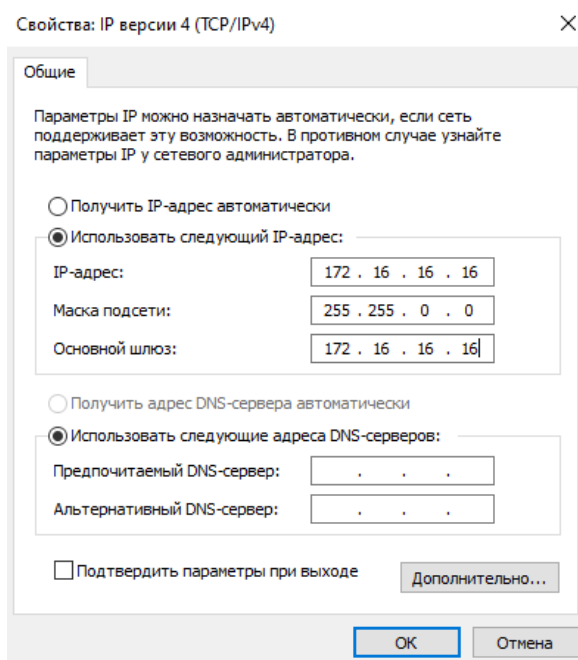 Свойства: IP версии 4 (TCP/IPv4)
Общие
Параметры IP можно назначать автоматически, если сеть
поддерживает эту возможность. В противном случае узнайте
параметры IP у сетевого администратора.
Получить IP-адрес автоматически
Использовать следующий IP-адрес:
IP-адрес: 172 . 16 . 16 . 16
Маска подсети: 255 . 255 . 0 . 0
Основной шлюз: 172 . 16 . 16 . 16
Получить адрес DNS-сервера автоматически
Использовать следующие адреса DNS-серверов:
Предпочитаемый DNS-сервер: . . .
Альтернативный DNS-сервер: . . .
Подтвердить параметры при выходе
Дополнительно...
ОК Отмена